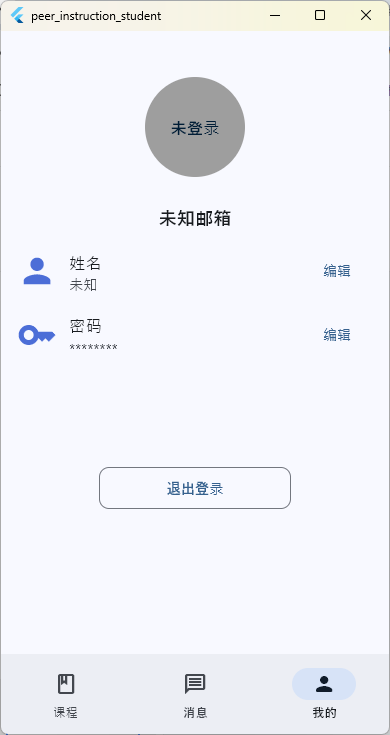 peer_instruction_student
未登录
未知邮箱
姓名
未知
编辑
密码
********
编辑
退出登录
课程
消息
我的